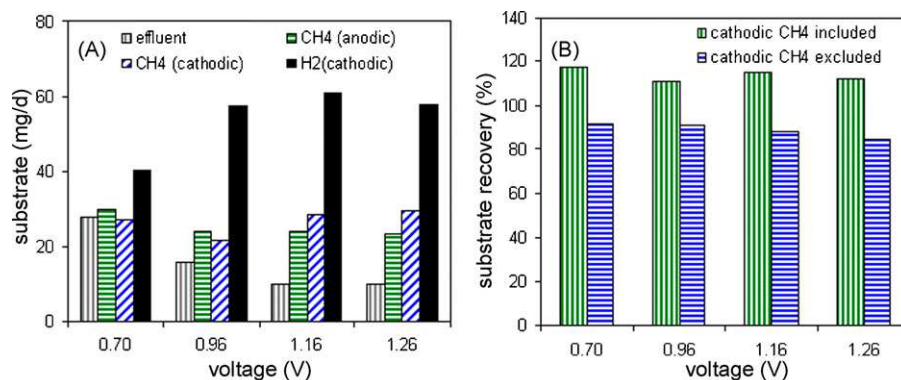 80
60
40
20
0
substrate (mg/d)
(A)
effluent
CH4 (anodic)
CH4 (cathodic)
H2(cathodic)
0.70
0.96
1.16
1.26
voltage (V)
140
120
100
80
60
40
20
0
substrate recovery (%)
(B)
cathodic CH4 included
cathodic CH4 excluded
0.70
0.96
1.16
1.26
voltage (V)